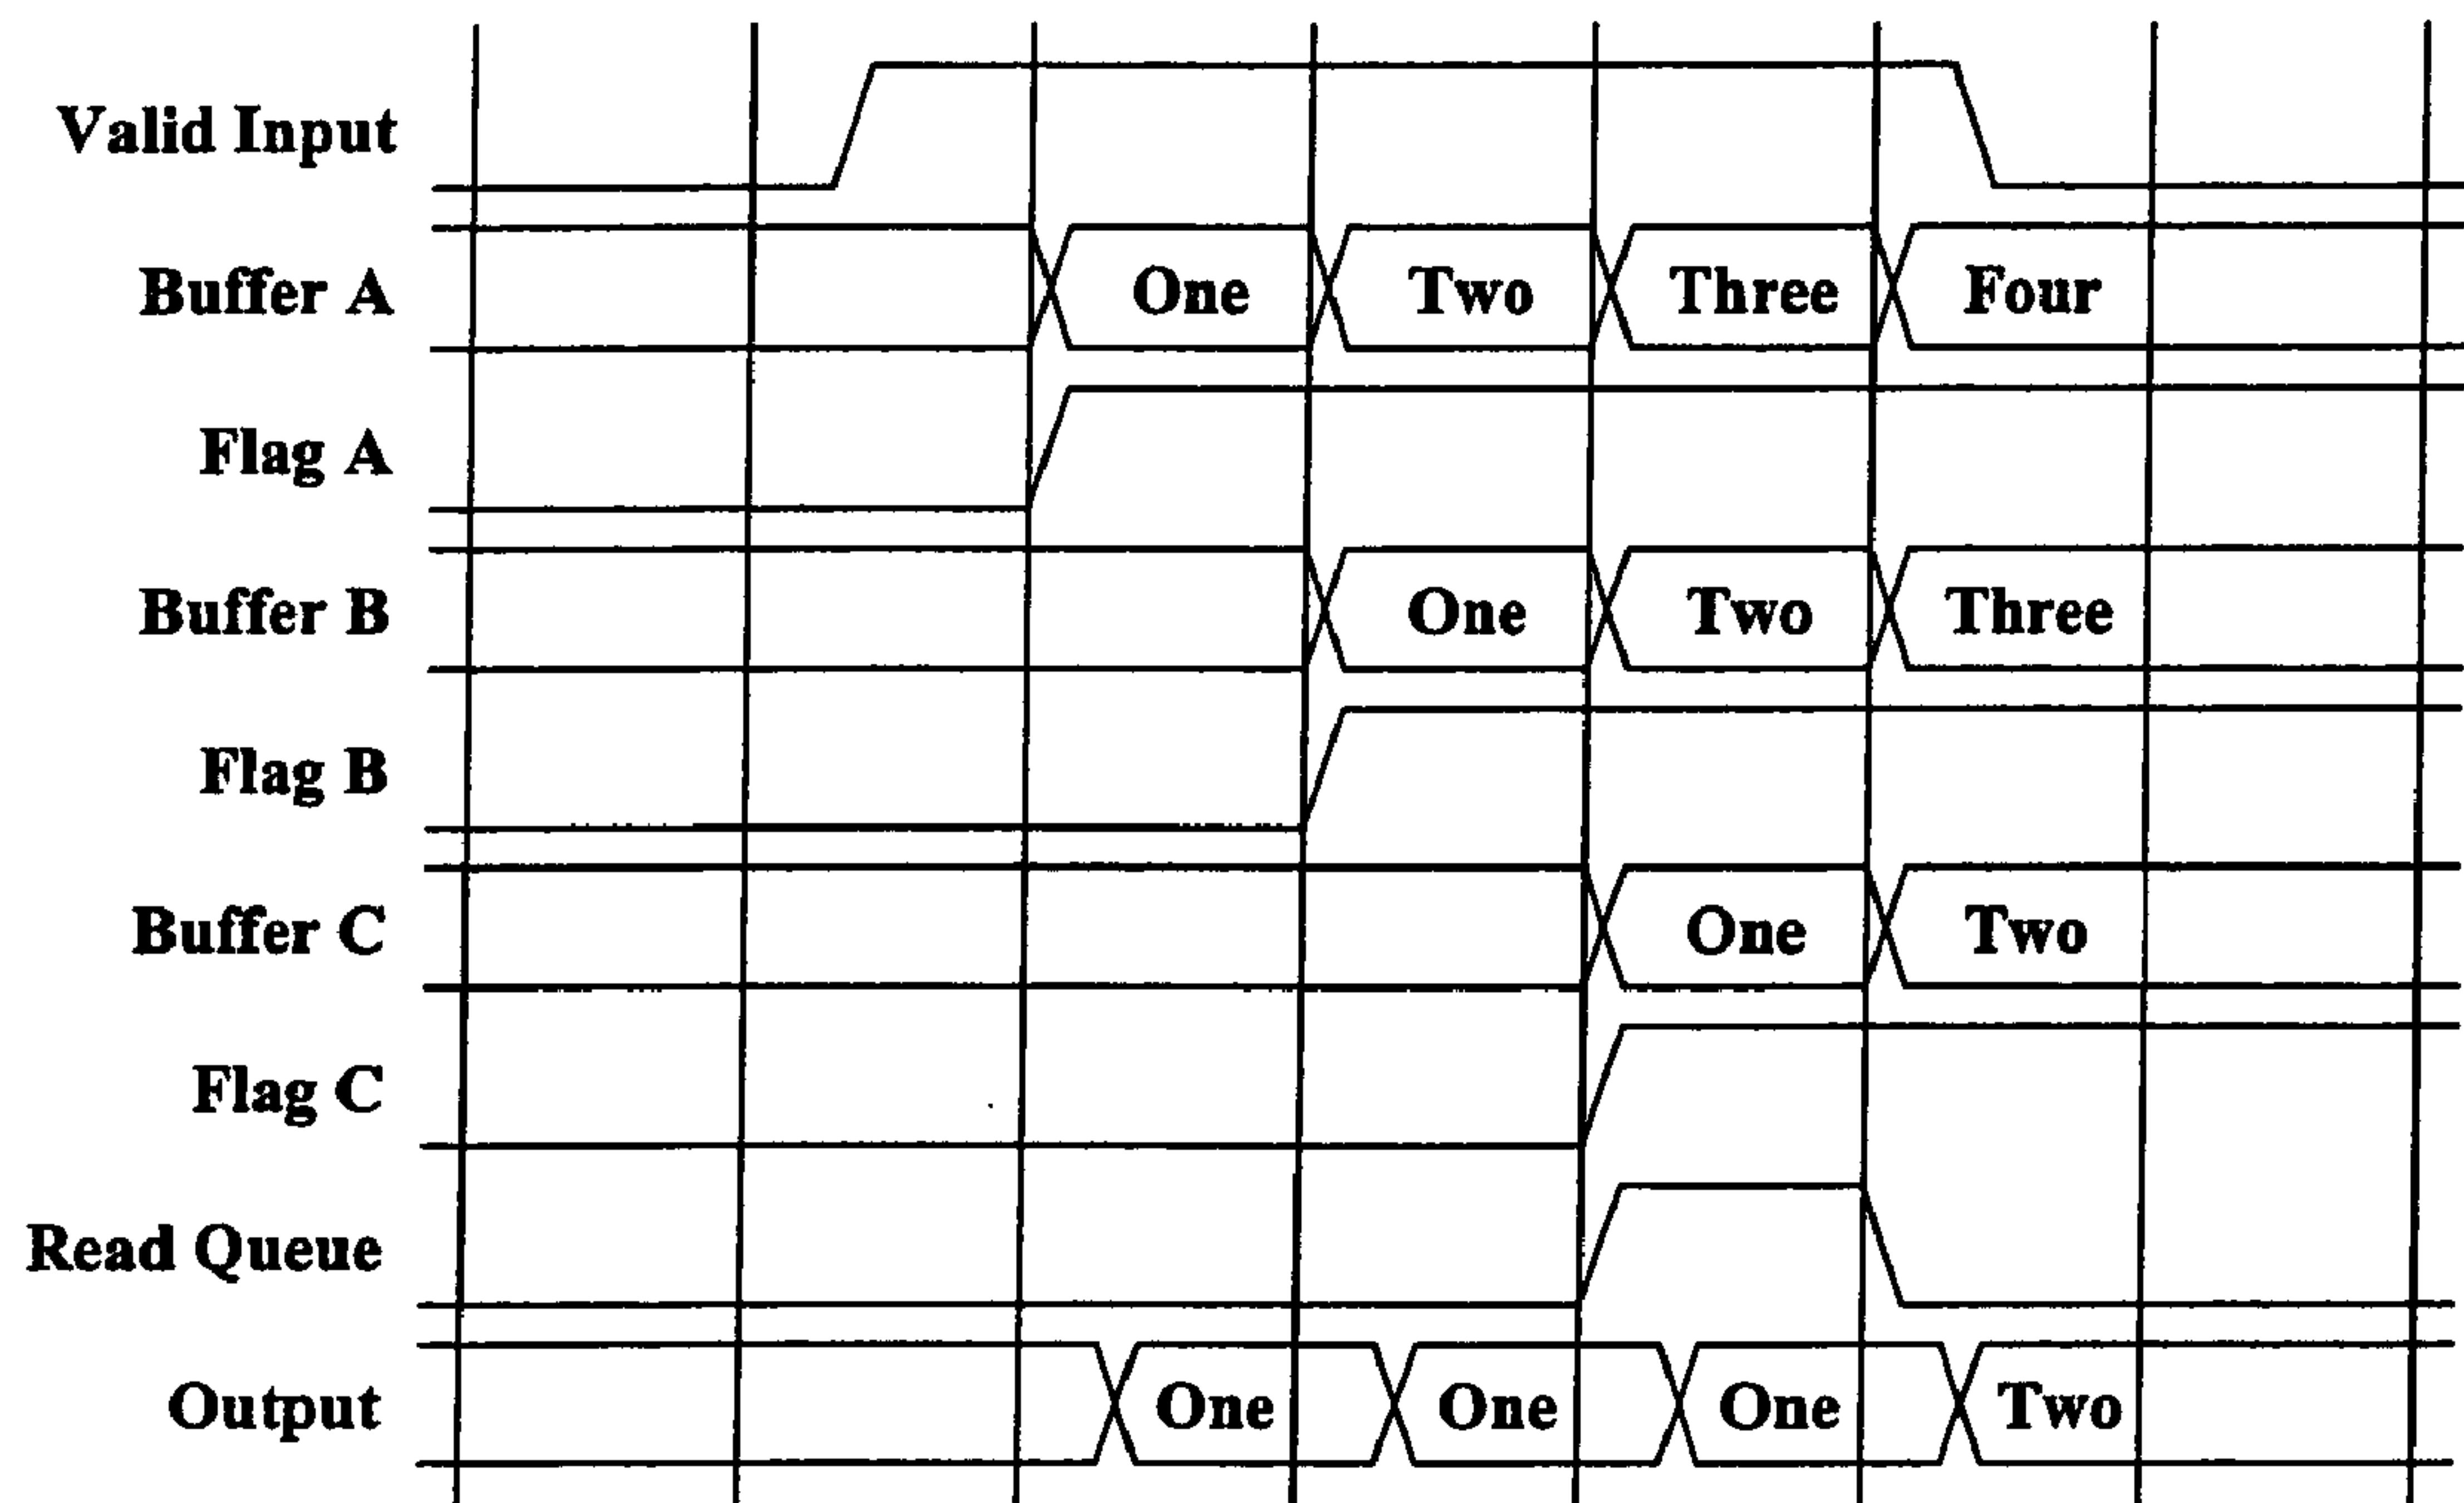 Valid Input
Buffer A One Two Three Four
Flag A
Buffer B One Two Three
Flag B
Buffer C One Two
Flag C
Read Queue
Output One One One Two